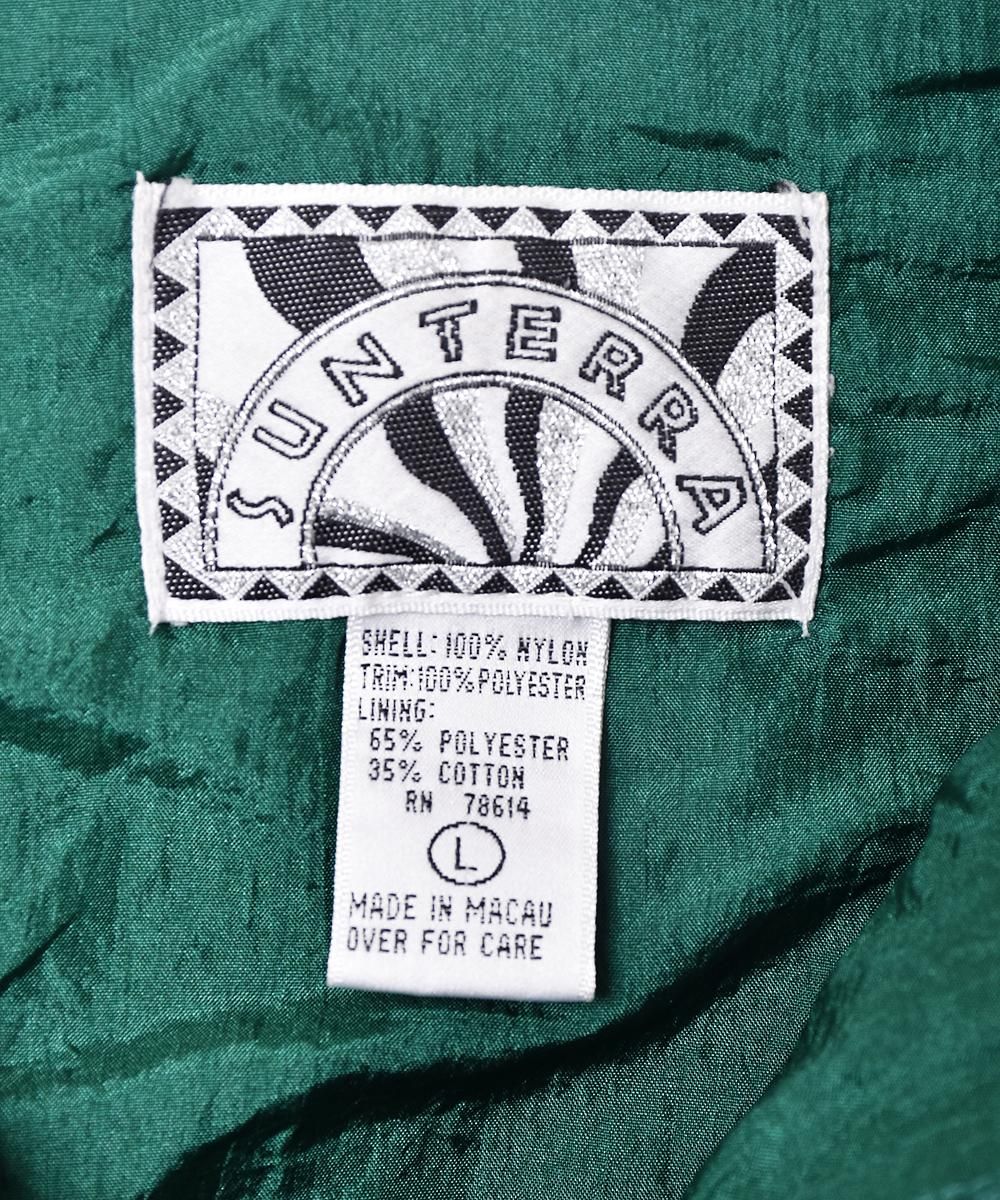 SUNTERRA
SHELL: 100% NYLON
TRIM:100%POLYESTER
LINING:
65% POLYESTER
35% COTTON
RN 78614
L
MADE IN MACAU
OVER FOR CARE